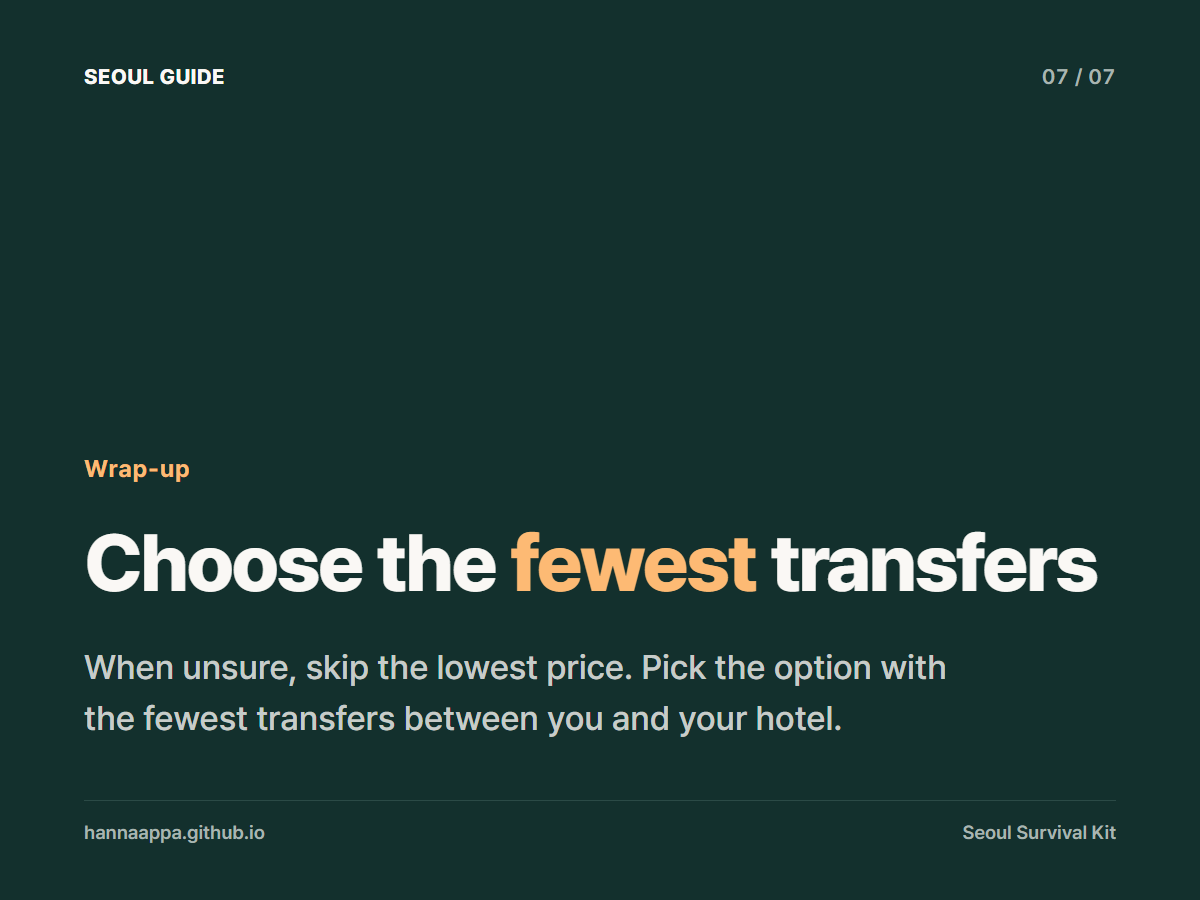 SEOUL GUIDE
07 / 07
Wrap-up
Choose the fewest transfers
When unsure, skip the lowest price. Pick the option with
the fewest transfers between you and your hotel.
hannaappa.github.io
Seoul Survival Kit